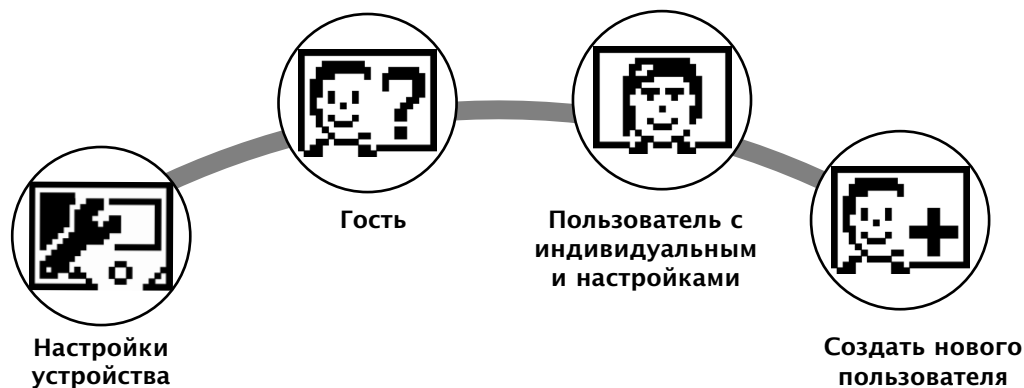 Гость
Пользователь с
индивидуальным
и настройками
Настройки
устройства
Создать нового
пользователя